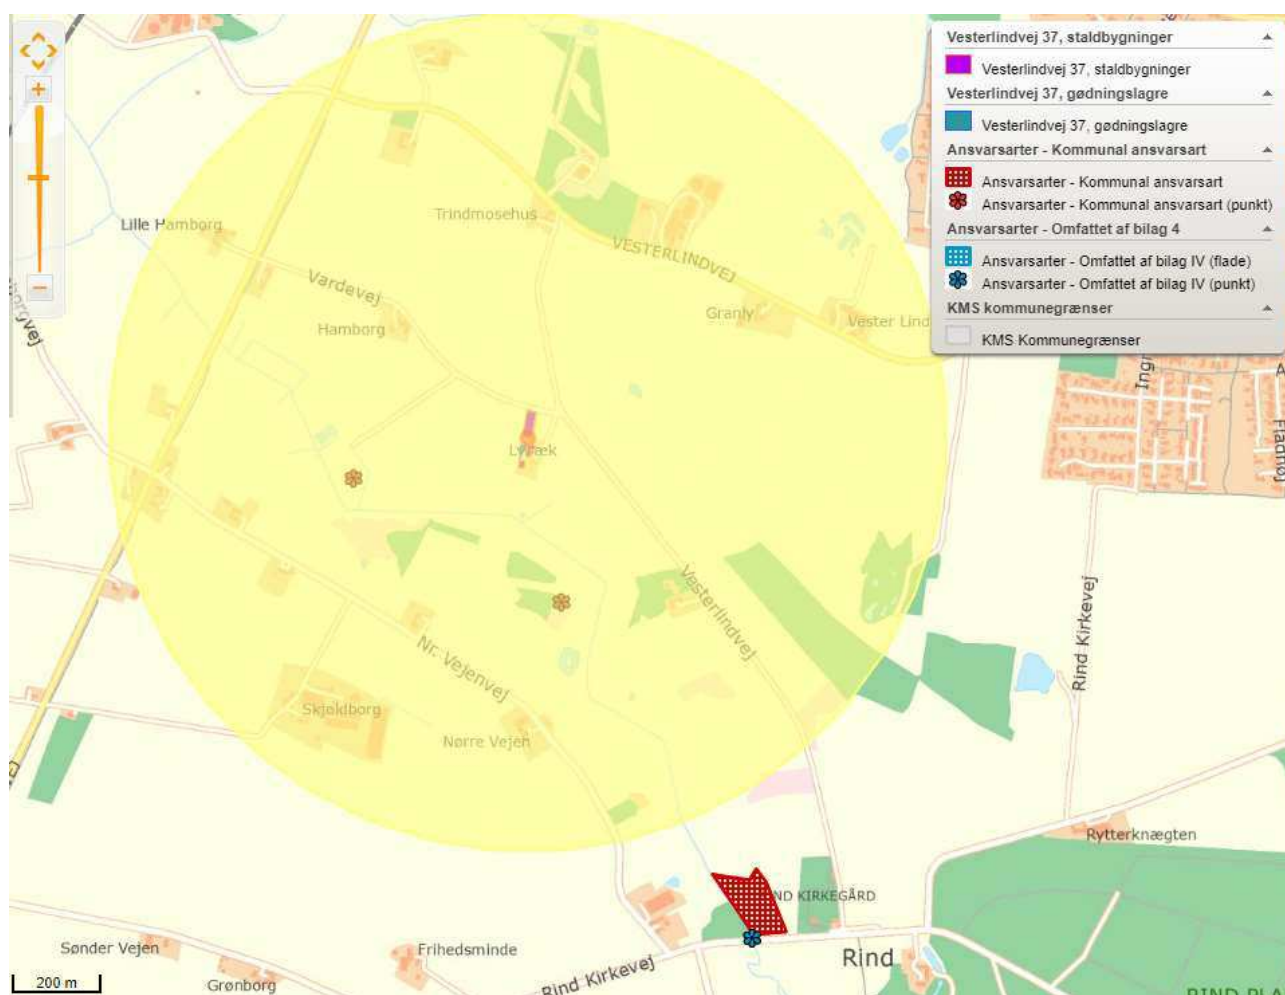 Vesterlindvej 37, staldbygninger
Vesterlindvej 37, staldbygninger
Vesterlindvej 37, gødningslagre
Vesterlindvej 37, gødningslagre
Ansvarsarter - Kommunal ansvarsart
Ansvarsarter - Kommunal ansvarsart
Ansvarsarter - Kommunal ansvarsart (punkt)
Ansvarsarter - Omfattet af bilag 4
Ansvarsarter - Omfattet af bilag IV (flade)
Ansvarsarter - Omfattet af bilag IV (punkt)
KMS kommunegrænser
KMS Kommunegrænser
Trindmosehus
Lille Hamborg
VESTERLINDVEJ
Vardevej
Hamborg
Granly
Vester Lind
Lyræk
Vesterlindvej
Nr. Vejenvej
Skjoldborg
Nørre Vejen
Rind Kirkevej
Rytterknægten
ND KIRKEGÅRD
Sønder Vejen
Frihedsminde
Rind
Grønborg
Rind Kirkevej
200 m